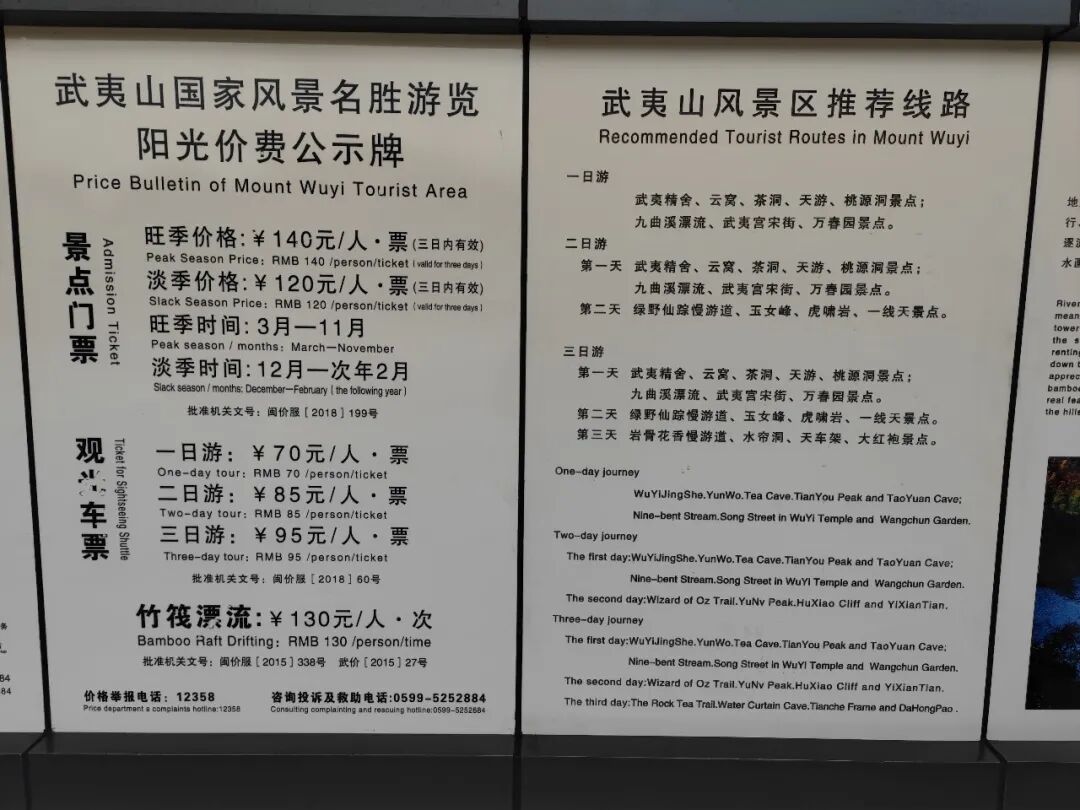 武夷山国家风景名胜游览
阳光价费公示牌
Price Bulletin of Mount Wuyi Tourist Area
景点门票
Admission Ticket
旺季价格:￥140元/人·票(三日内有效)
Peak Season Price: RMB 140 /person/ticket (valid for three days)
淡季价格:￥120元/人·票(三日内有效)
Slack Season Price: RMB 120 /person/ticket (valid for three days)
旺季时间:3月—11月
Peak season / months: March—November
淡季时间:12月—次年2月
Slack season / months: December—February ( the following year )
批准机关文号：闽价服［2018］199号
观光车票
Ticket for Sightseeing Shuttle
一日游：￥70元/人·票
One-day tour: RMB 70 /person/ticket
二日游：￥85元/人·票
Two-day tour: RMB 85 /person/ticket
三日游：￥95元/人·票
Three-day tour: RMB 95 /person/ticket
批准机关文号：闽价服［2018］60号
竹筏漂流:￥130元/人·次
Bamboo Raft Drifting: RMB 130 /person/time
批准机关文号：闽价服［2015］338号 武价［2015］27号
价格举报电话：12358
Price department a complaints hotline:12358
咨询投诉及救助电话:0599-5252884
Consulting complainting and rescuing hotline:0599-5252884
武夷山风景区推荐线路
Recommended Tourist Routes in Mount Wuyi
一日游
武夷精舍、云窝、茶洞、天游、桃源洞景点；
九曲溪漂流、武夷宫宋街、万春园景点。
二日游
第一天 武夷精舍、云窝、茶洞、天游、桃源洞景点；
九曲溪漂流、武夷宫宋街、万春园景点。
第二天 绿野仙踪慢游道、玉女峰、虎啸岩、一线天景点。
三日游
第一天 武夷精舍、云窝、茶洞、天游、桃源洞景点；
九曲溪漂流、武夷宫宋街、万春园景点。
第二天 绿野仙踪慢游道、玉女峰、虎啸岩、一线天景点。
第三天 岩骨花香慢游道、水帘洞、天车架、大红袍景点。
One-day journey
WuYiJingShe.YunWo.Tea Cave.TianYou Peak and TaoYuan Cave;
Nine-bent Stream.Song Street in WuYi Temple and Wangchun Garden.
Two-day journey
The first day:WuYiJingShe.YunWo.Tea Cave.TianYou Peak and TaoYuan Cave;
Nine-bent Stream.Song Street in WuYi Temple and Wangchun Garden.
The second day:Wizard of Oz Trail.YuNv Peak.HuXiao Cliff and YiXianTian.
Three-day journey
The first day:WuYiJingShe.YunWo.Tea Cave.TianYou Peak and TaoYuan Cave;
Nine-bent Stream.Song Street in WuYi Temple and Wangchun Garden.
The second day:Wizard of Oz Trail.YuNv Peak.HuXiao Cliff and YiXianTian.
The third day:The Rock Tea Trail.Water Curtain Cave.Tianche Frame and DaHongPao .